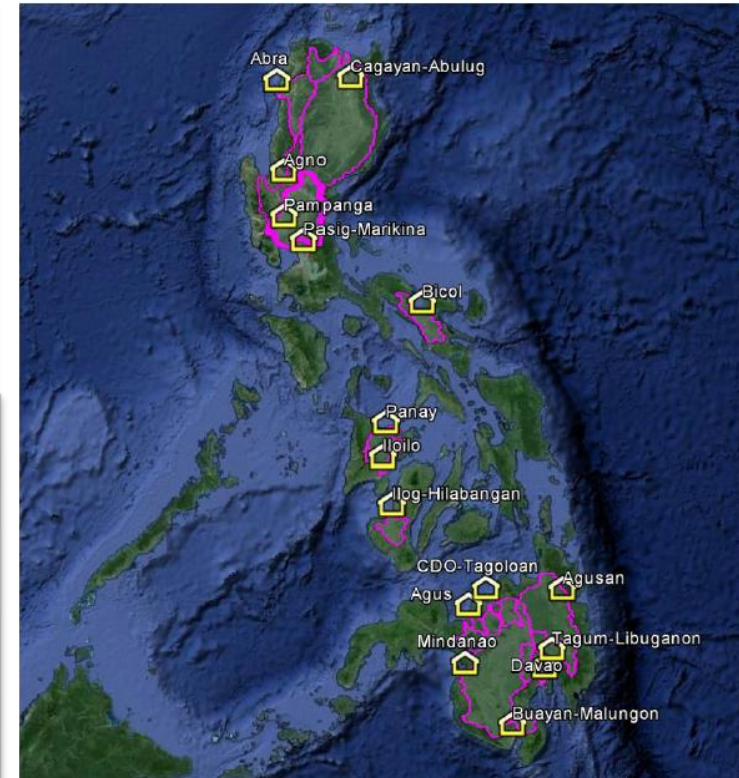 Abra
Cagayan-Abulug
Agno
Pampanga
Pasig-Marikina
Bicol
Panay
Iloilo
Ilog-Hilabangan
CDO-Tagoloan
Agusan
Agus
Tagum-Libuganon
Mindanao
Davao
Buayan-Malungon